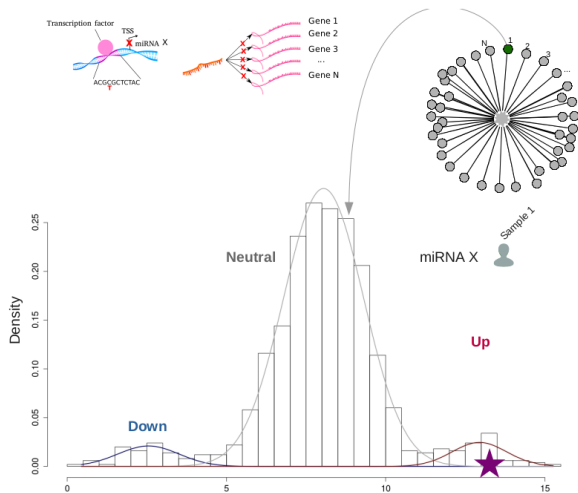 Transcription factor
TSS
miRNA X
ACGCGCTCTAC
T
Gene 1
Gene 2
Gene 3
...
Gene N
N
1
2
3
...
Sample 1
miRNA X
Neutral
Up
Down
Density
0.25
0.20
0.15
0.10
0.05
0.00
0
5
10
15